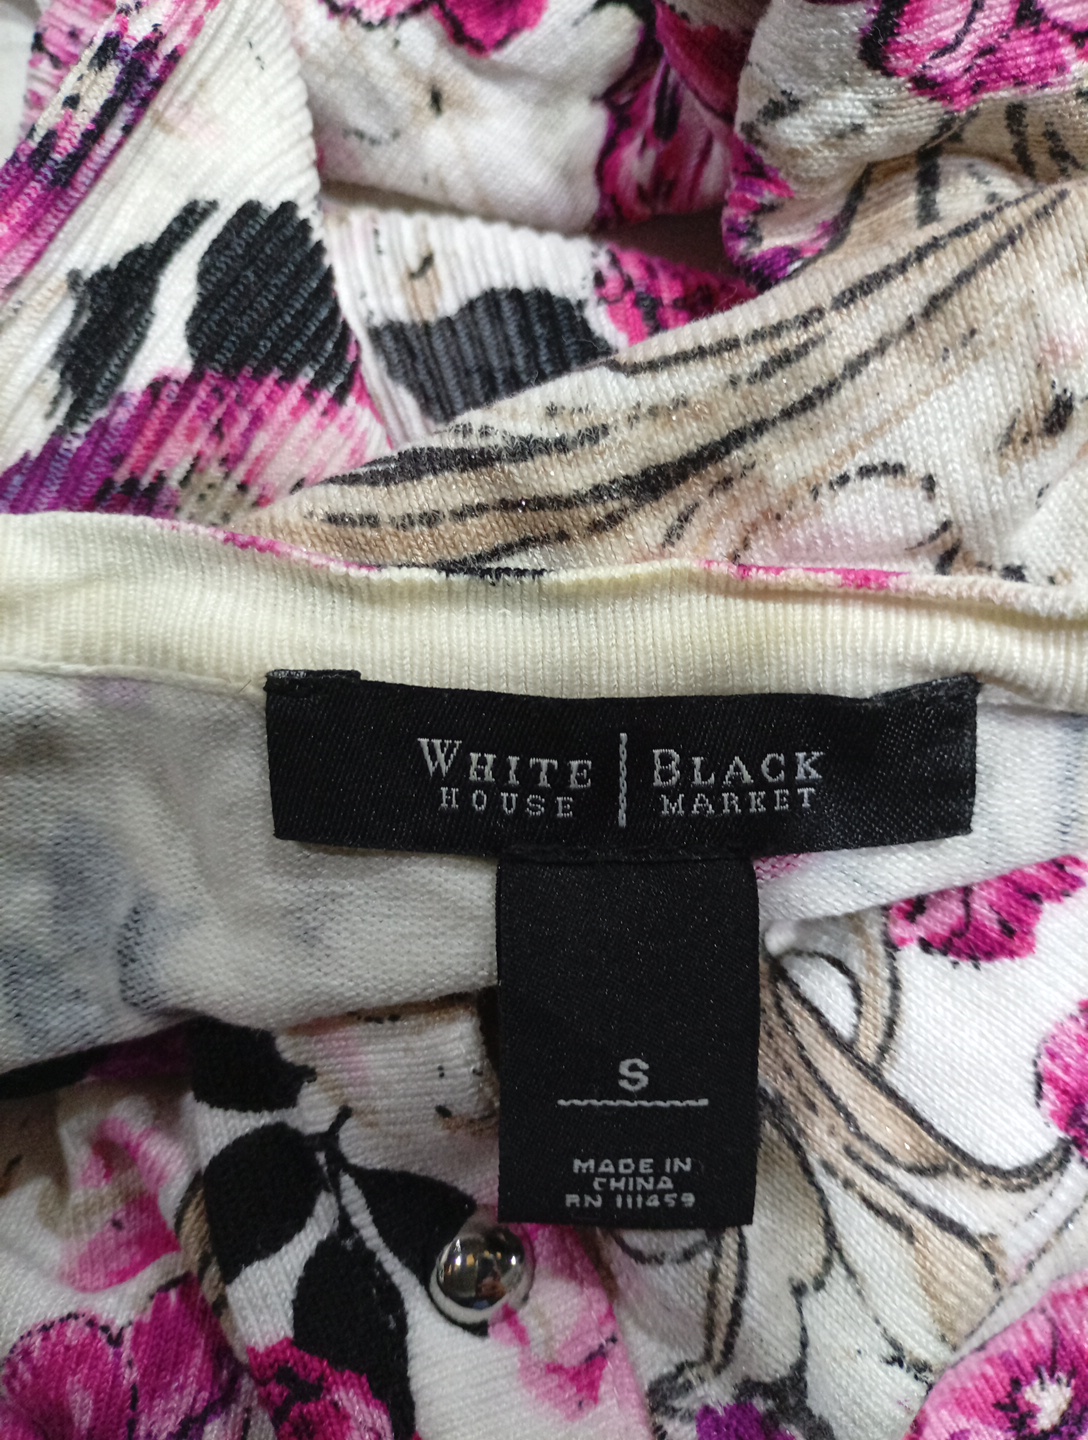 WHITE | BLACK
HOUSE | MARKET
S
MADE IN
CHINA
RN 111459